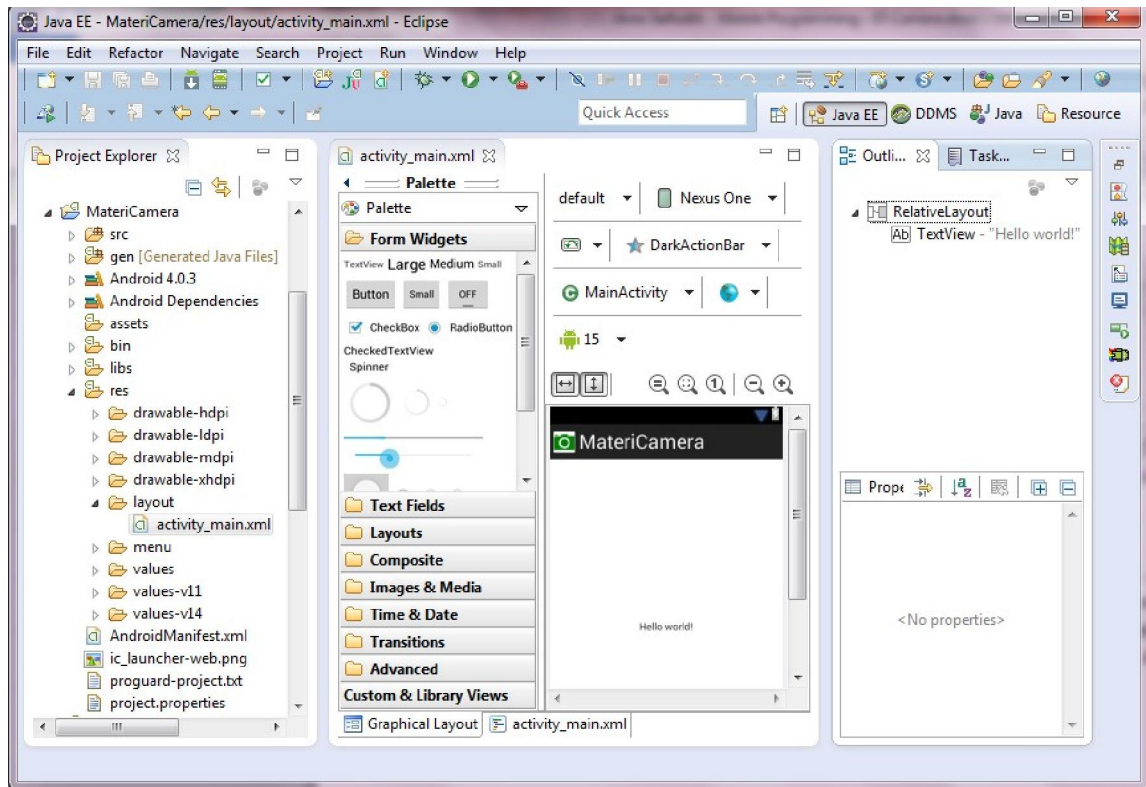 Java EE - MateriCamera/res/layout/activity_main.xml - Eclipse
File Edit Refactor Navigate Search Project Run Window Help
Quick Access
Java EE DDMS Java Resource
Project Explorer
MateriCamera
src
gen [Generated Java Files]
Android 4.0.3
Android Dependencies
assets
bin
libs
res
drawable-hdpi
drawable-ldpi
drawable-mdpi
drawable-xhdpi
layout
activity_main.xml
menu
values
values-v11
values-v14
AndroidManifest.xml
ic_launcher-web.png
proguard-project.txt
project.properties
activity_main.xml
Palette
Palette
Form Widgets
TextView Large Medium Small
Button Small OFF
CheckBox RadioButton
CheckedTextView
Spinner
Text Fields
Layouts
Composite
Images & Media
Time & Date
Transitions
Advanced
Custom & Library Views
default Nexus One
DarkActionBar
MainActivity
15
MateriCamera
Hello world!
Graphical Layout activity_main.xml
Outli... Task...
RelativeLayout
Ab TextView - "Hello world!"
Prope
<No properties>